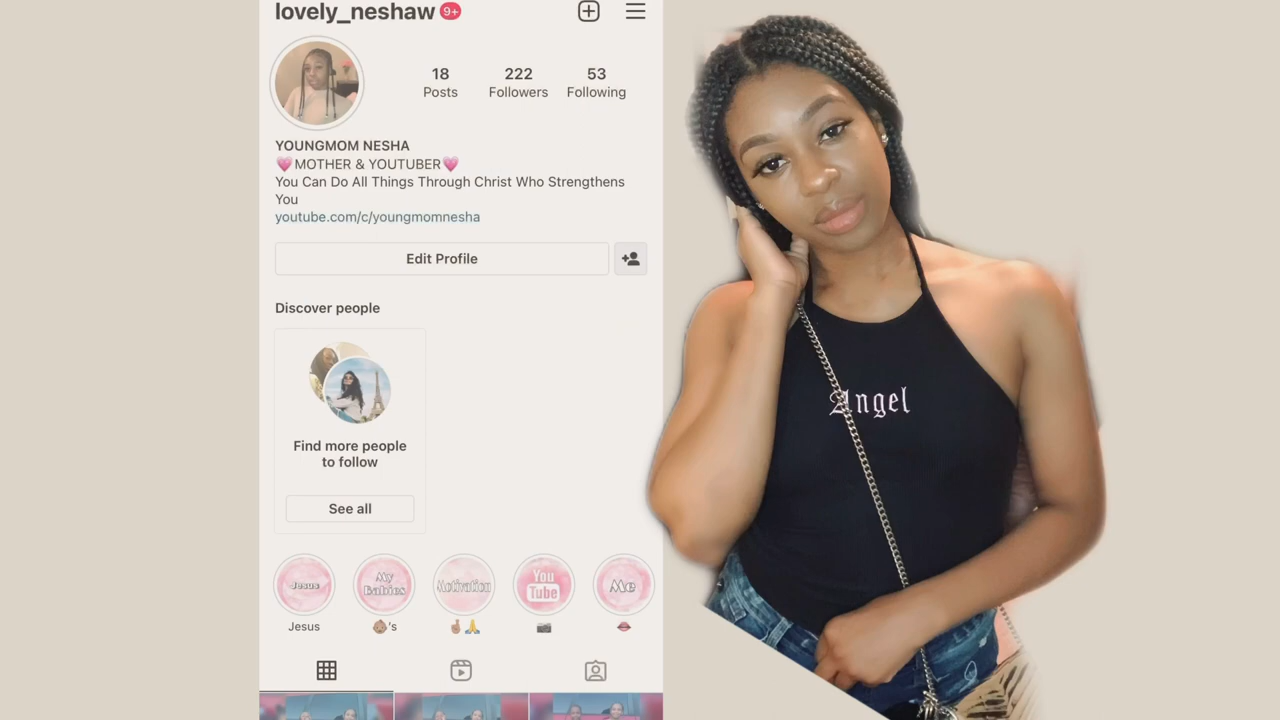 lovely_neshaw 9+
18 222 53
Posts Followers Following
YOUNGMOM NESHA
💗MOTHER & YOUTUBER💗
You Can Do All Things Through Christ Who Strengthens
You
youtube.com/c/youngmomnesha
Edit Profile
Discover people
Find more people
to follow
See all
Jesus
My
Babies
Motivation
You
Tube
Me
Jesus
👶🏽's
Angel